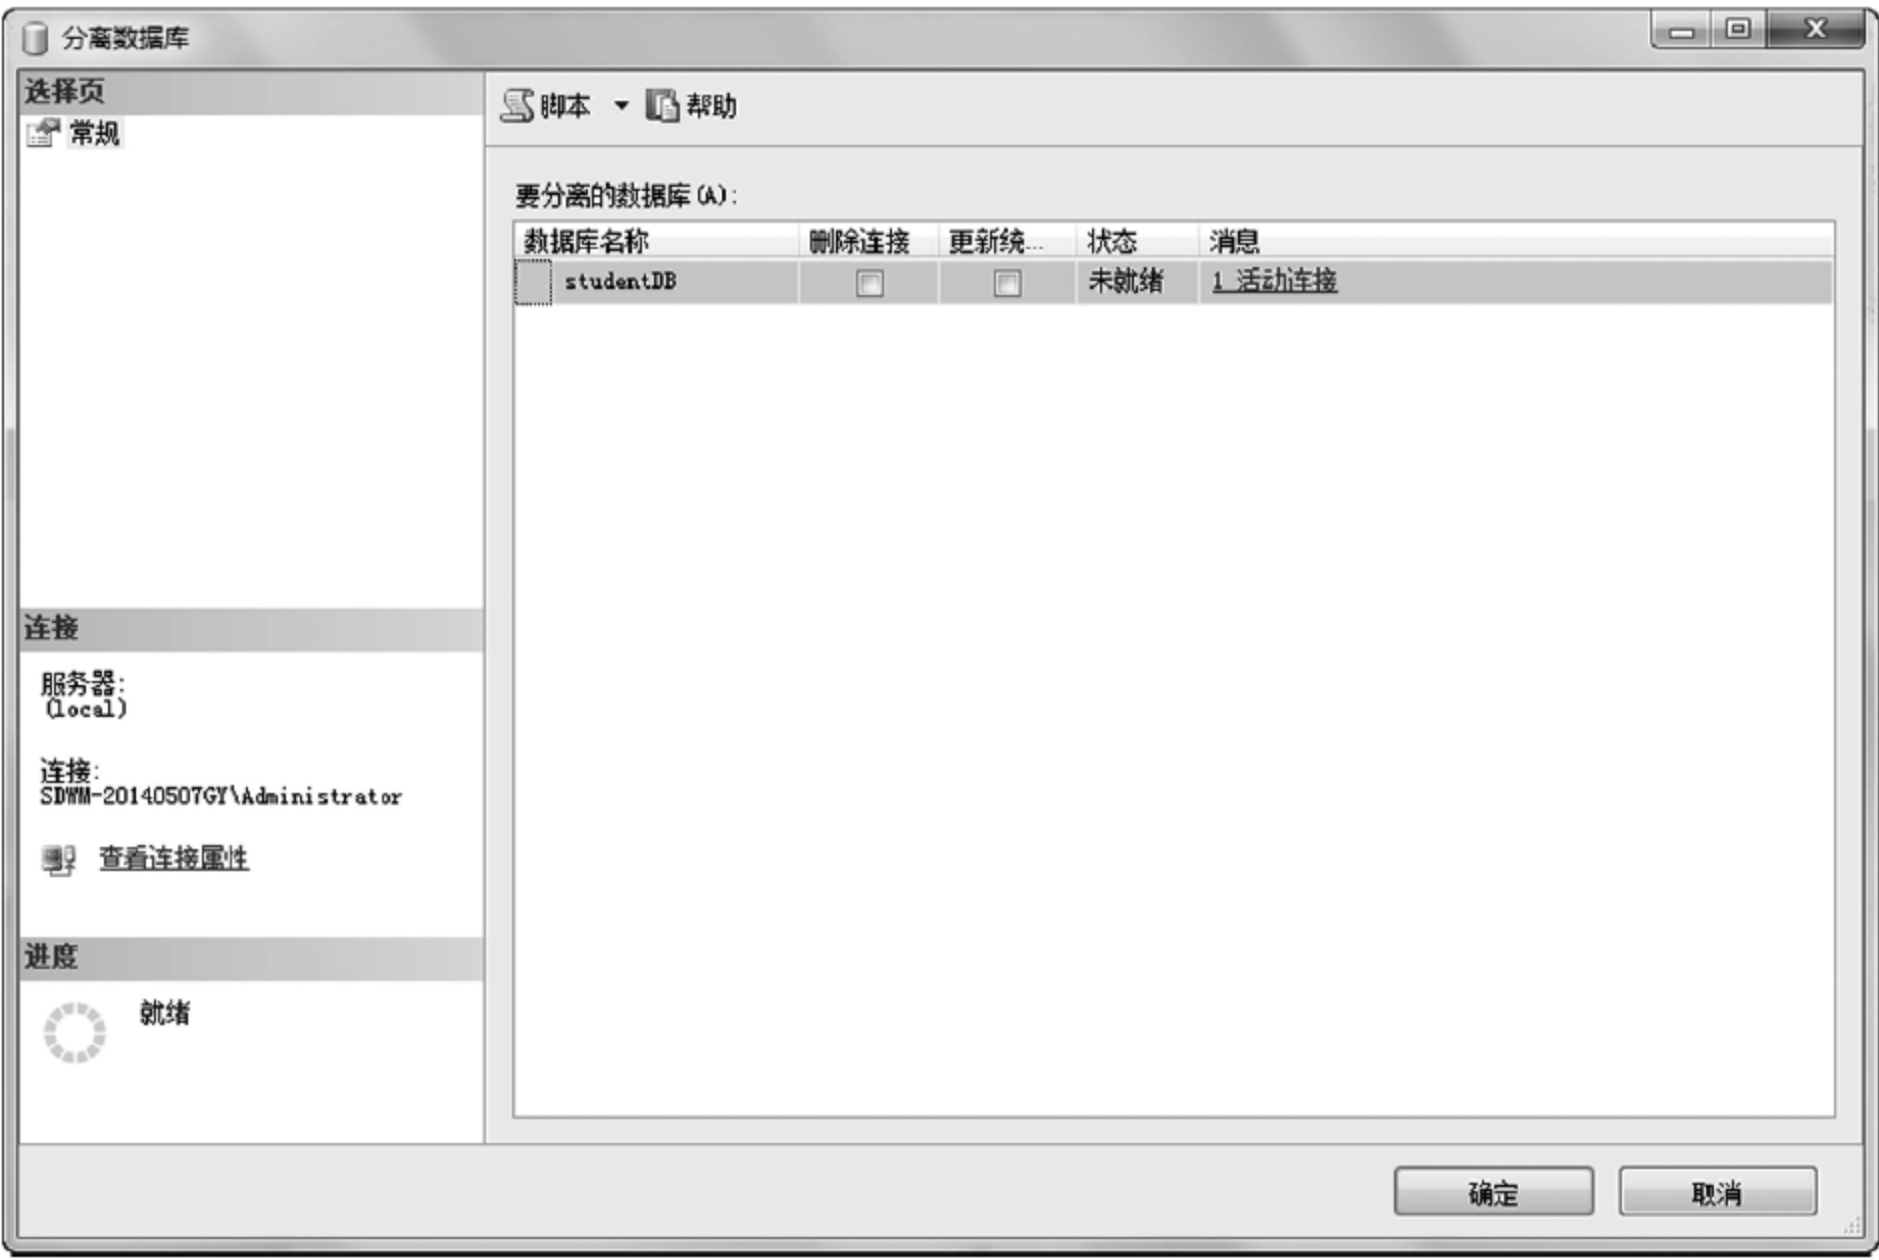 分离数据库
选择页
常规
脚本 帮助
要分离的数据库(A):
数据库名称 删除连接 更新统... 状态 消息
studentDB 未就绪 1 活动连接
连接
服务器:
(local)
连接:
SDWM-20140507GY\Administrator
查看连接属性
进度
就绪
确定 取消